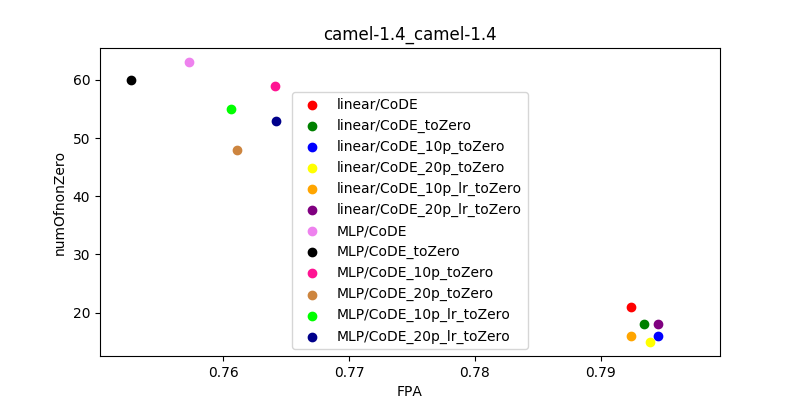 camel-1.4_camel-1.4
numOfnonZero
60
50
40
30
20
linear/CoDE
linear/CoDE_toZero
linear/CoDE_10p_toZero
linear/CoDE_20p_toZero
linear/CoDE_10p_lr_toZero
linear/CoDE_20p_lr_toZero
MLP/CoDE
MLP/CoDE_toZero
MLP/CoDE_10p_toZero
MLP/CoDE_20p_toZero
MLP/CoDE_10p_lr_toZero
MLP/CoDE_20p_lr_toZero
0.76 0.77 0.78 0.79
FPA